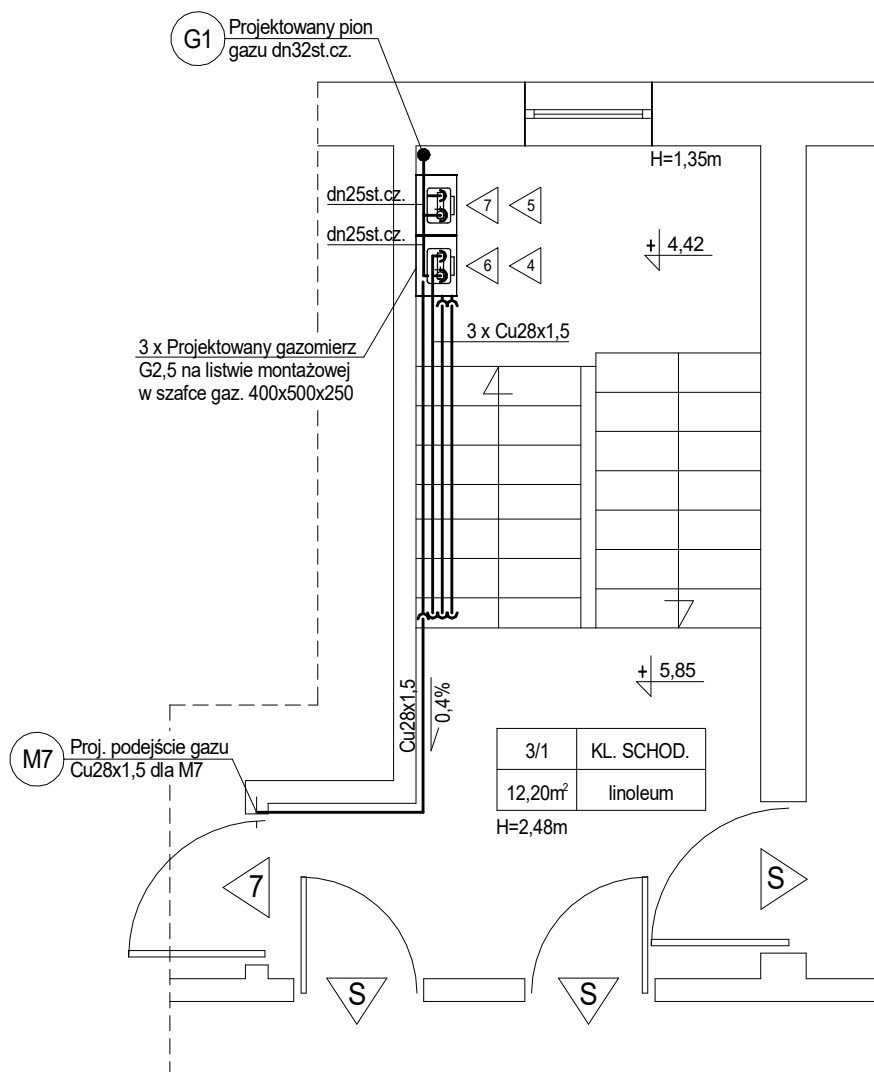 G1
Projektowany pion
gazu dn32st.cz.
H=1,35m
dn25st.cz.
7
5
dn25st.cz.
6
4
+ 4,42
3 x Cu28x1,5
3 x Projektowany gazomierz
G2,5 na listwie montażowej
w szafce gaz. 400x500x250
+ 5,85
Cu28x1,5
0,4%
M7
Proj. podejście gazu
Cu28x1,5 dla M7
3/1 KL. SCHOD.
12,20m² linoleum
H=2,48m
7
S
S
S